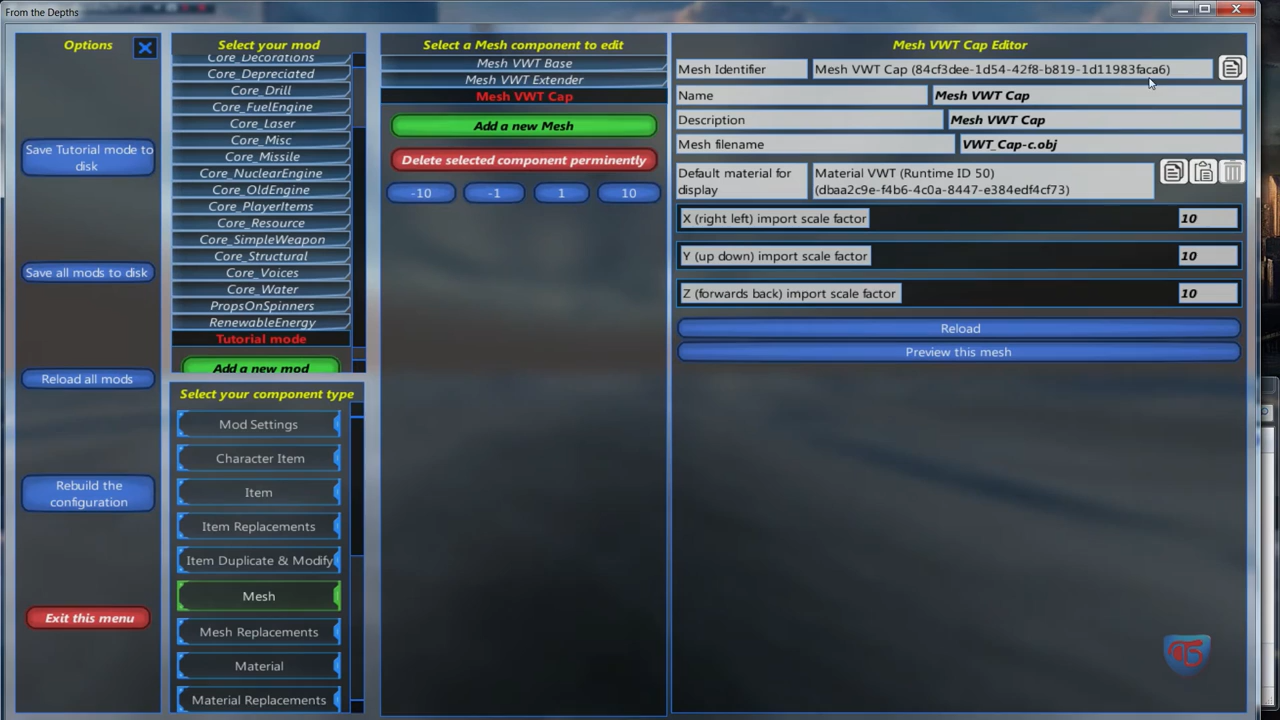 From the Depths
Options
Save Tutorial mode to
disk
Save all mods to disk
Reload all mods
Rebuild the
configuration
Exit this menu
Select your mod
Core_Decorations
Core_Depreciated
Core_Drill
Core_FuelEngine
Core_Laser
Core_Misc
Core_Missile
Core_NuclearEngine
Core_OldEngine
Core_PlayerItems
Core_Resource
Core_SimpleWeapon
Core_Structural
Core_Voices
Core_Water
PropsOnSpinners
RenewableEnergy
Tutorial mode
Add a new mod
Select your component type
Mod Settings
Character Item
Item
Item Replacements
Item Duplicate & Modify
Mesh
Mesh Replacements
Material
Material Replacements
Select a Mesh component to edit
Mesh VWT Base
Mesh VWT Extender
Mesh VWT Cap
Add a new Mesh
Delete selected component perminently
-10 -1 1 10
Mesh VWT Cap Editor
Mesh Identifier Mesh VWT Cap (84cf3dee-1d54-42f8-b819-1d11983faca6)
Name Mesh VWT Cap
Description Mesh VWT Cap
Mesh filename VWT_Cap-c.obj
Default material for
display
Material VWT (Runtime ID 50)
(dbaa2c9e-f4b6-4c0a-8447-e384edf4cf73)
X (right left) import scale factor 10
Y (up down) import scale factor 10
Z (forwards back) import scale factor 10
Reload
Preview this mesh